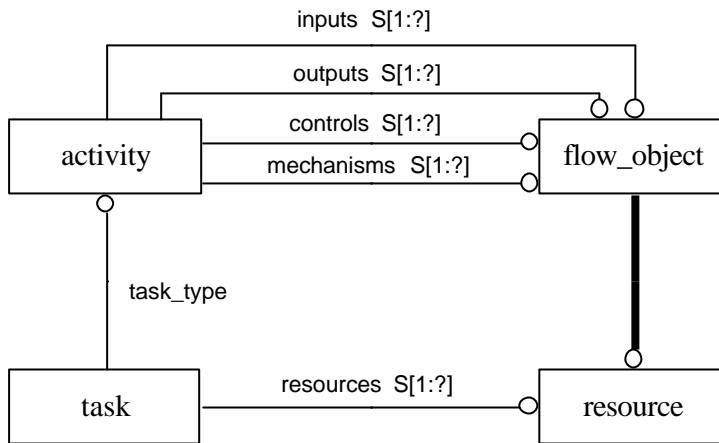 inputs S[1:?]
outputs S[1:?]
controls S[1:?]
activity
flow_object
mechanisms S[1:?]
task_type
resources S[1:?]
task
resource